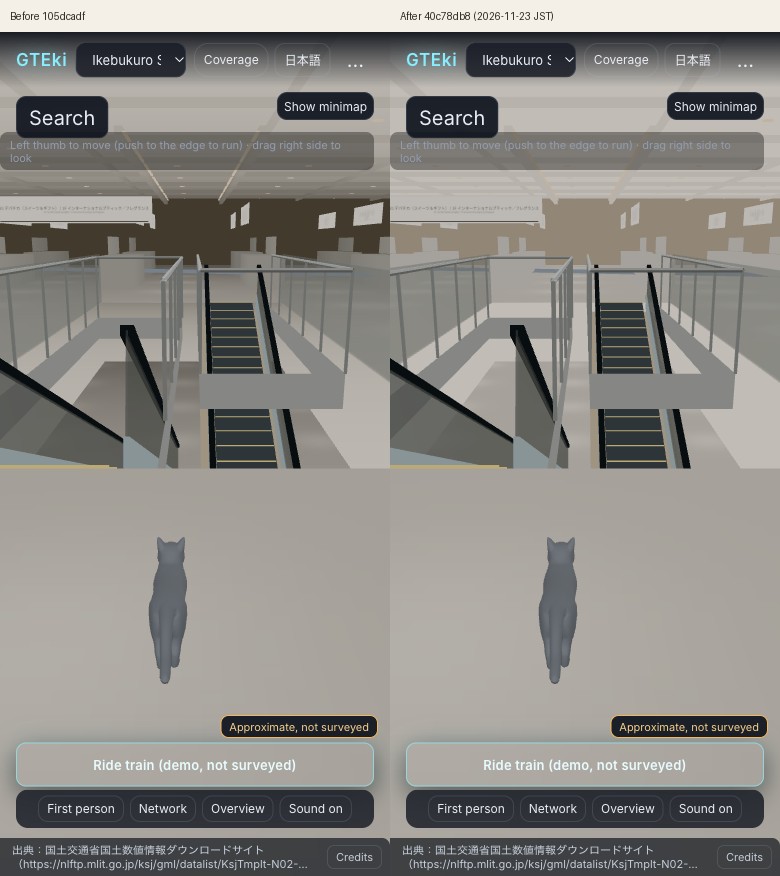 Before 105dcadf
After 40c78db8 (2026-11-23 JST)
GTEki
Ikebukuro S
Coverage
日本語
...
Search
Show minimap
Left thumb to move (push to the edge to run) · drag right side to
look
Approximate, not surveyed
Ride train (demo, not surveyed)
First person
Network
Overview
Sound on
出典：国土交通省国土数値情報ダウンロードサイト
（https://nlftp.mlit.go.jp/ksj/gml/datalist/KsjTmplt-N02-...
Credits
GTEki
Ikebukuro S
Coverage
日本語
...
Search
Show minimap
Left thumb to move (push to the edge to run) · drag right side to
look
Approximate, not surveyed
Ride train (demo, not surveyed)
First person
Network
Overview
Sound on
出典：国土交通省国土数値情報ダウンロードサイト
（https://nlftp.mlit.go.jp/ksj/gml/datalist/KsjTmplt-N02-...
Credits